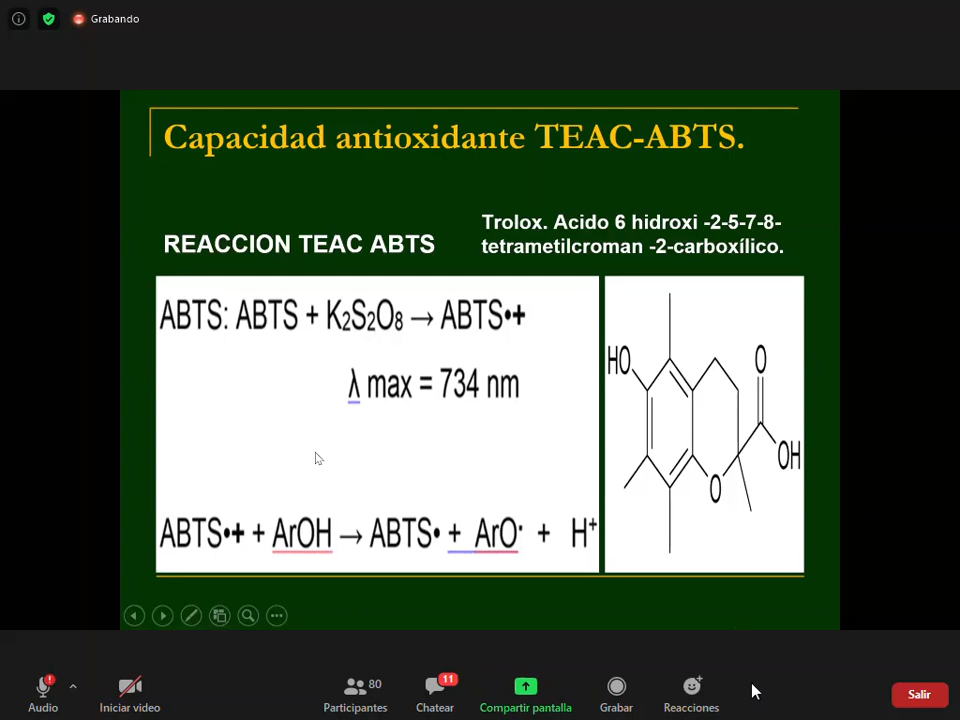 Grabando
Capacidad antioxidante TEAC-ABTS.
REACCION TEAC ABTS
Trolox. Acido 6 hidroxi -2-5-7-8-
tetrametilcroman -2-carboxílico.
ABTS: ABTS + K₂S₂O₈ → ABTS•+
λ max = 734 nm
ABTS•+ + ArOH → ABTS• + ArO· + H⁺
HO
O
OH
O
Audio
Iniciar video
80
Participantes
11
Chatear
Compartir pantalla
Grabar
Reacciones
Salir